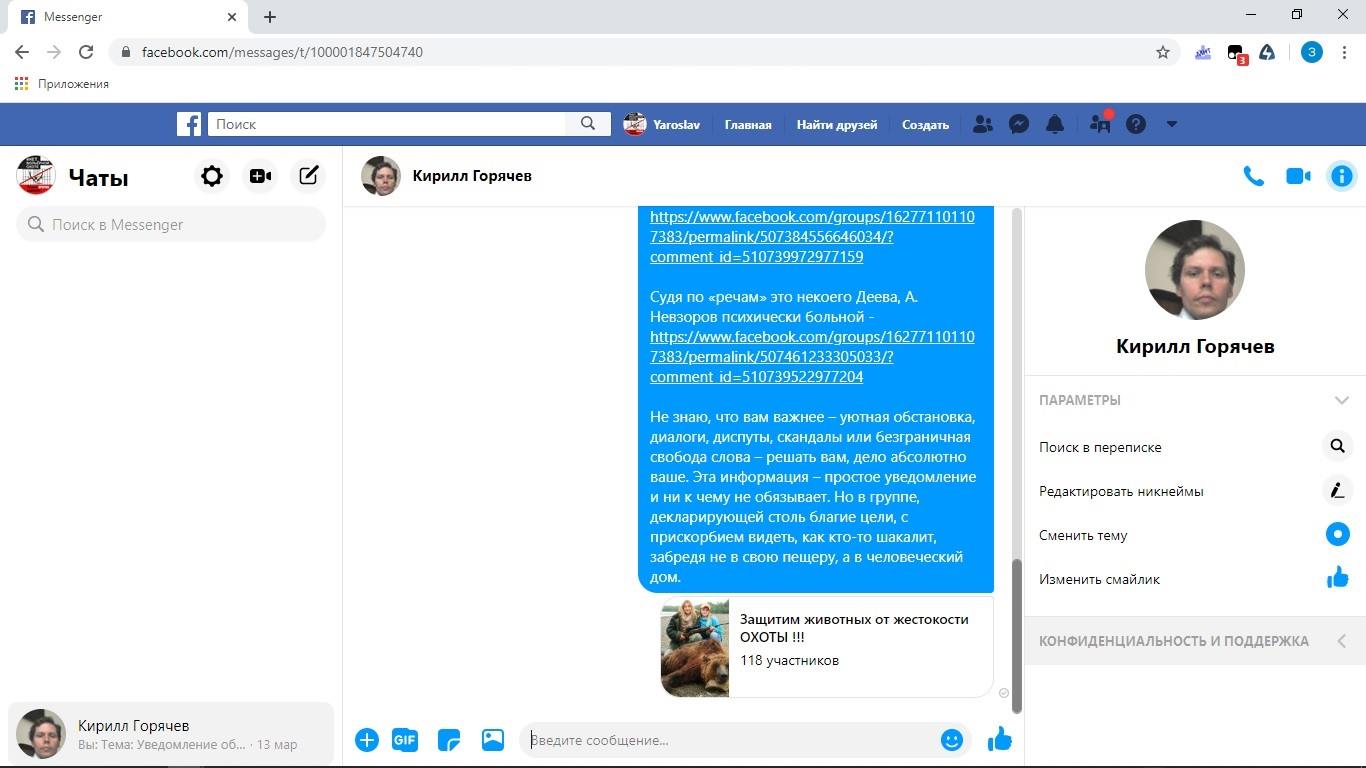 Messenger
facebook.com/messages/t/100001847504740
3
З
Приложения
Поиск
Yaroslav
Главная
Найти друзей
Создать
Чаты
Поиск в Messenger
Кирилл Горячев
https://www.facebook.com/groups/16277110110
7383/permalink/507384556646034/?
comment_id=510739972977159
Судя по «речам» это некоего Деева, А.
Невзоров психически больной -
https://www.facebook.com/groups/16277110110
7383/permalink/507461233305033/?
comment_id=510739522977204
Не знаю, что вам важнее – уютная обстановка,
диалоги, диспуты, скандалы или безграничная
свобода слова – решать вам, дело абсолютно
ваше. Эта информация – простое уведомление
и ни к чему не обязывает. Но в группе,
декларирующей столь благие цели, с
прискорбием видеть, как кто-то шакалит,
забредя не в свою пещеру, а в человеческий
дом.
Защитим животных от жестокости
ОХОТЫ !!!
118 участников
GIF
Введите сообщение...
Кирилл Горячев
ПАРАМЕТРЫ
Поиск в переписке
Редактировать никнеймы
Сменить тему
Изменить смайлик
КОНФИДЕНЦИАЛЬНОСТЬ И ПОДДЕРЖКА
Кирилл Горячев
Вы: Тема: Уведомление об... · 13 мар